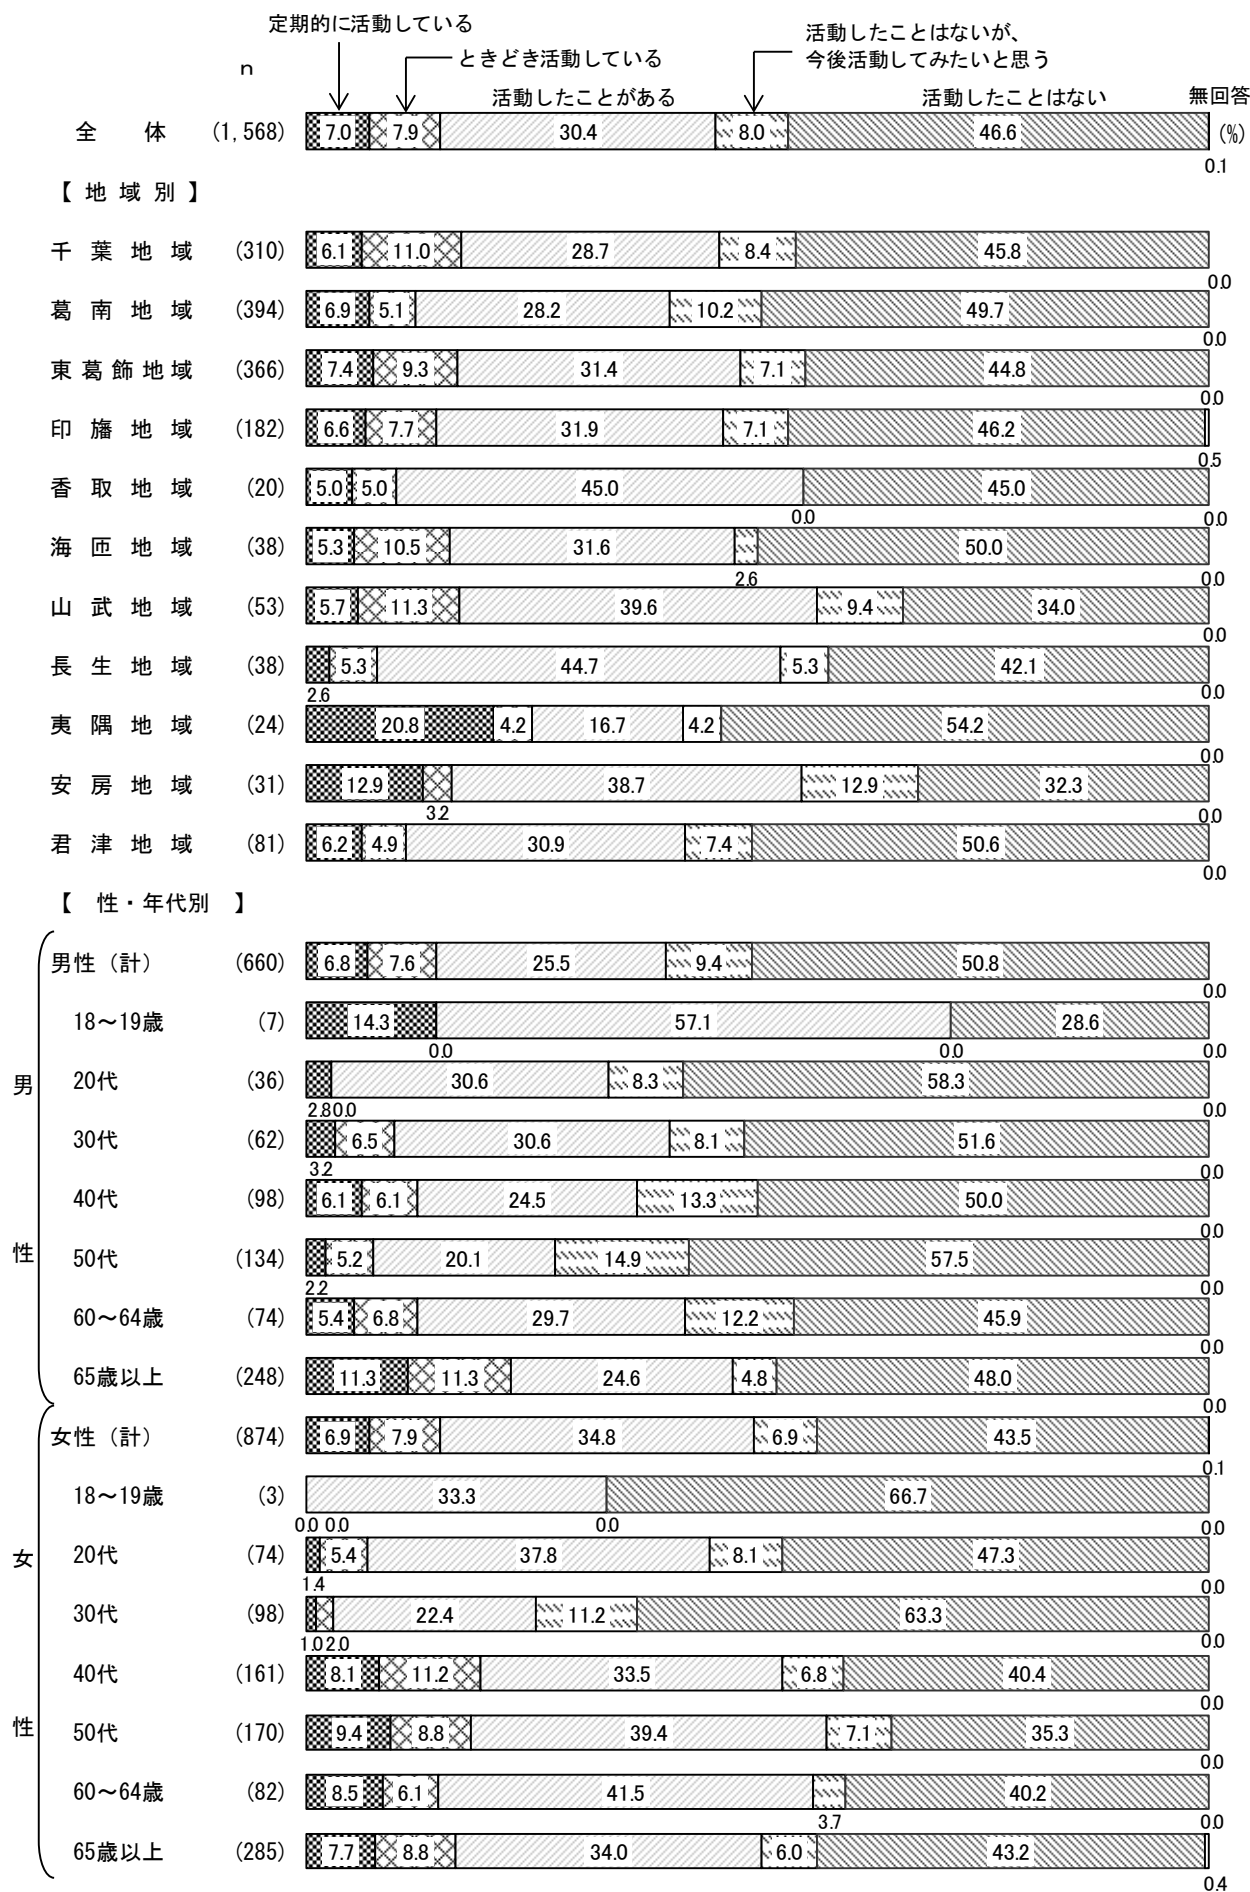 定期的に活動している
ときどき活動している
活動したことはないが、
今後活動してみたいと思う
n 活動したことがある 活動したことはない 無回答
全 体 (1,568) 7.0 7.9 30.4 8.0 46.6 (%)
0.1
【 地 域 別 】
千 葉 地 域 (310) 6.1 11.0 28.7 8.4 45.8
0.0
葛 南 地 域 (394) 6.9 5.1 28.2 10.2 49.7
0.0
東 葛 飾 地 域 (366) 7.4 9.3 31.4 7.1 44.8
0.0
印 旛 地 域 (182) 6.6 7.7 31.9 7.1 46.2
0.5
香 取 地 域 (20) 5.0 5.0 45.0 45.0
0.0 0.0
海 匝 地 域 (38) 5.3 10.5 31.6 50.0
2.6 0.0
山 武 地 域 (53) 5.7 11.3 39.6 9.4 34.0
0.0
長 生 地 域 (38) 5.3 44.7 5.3 42.1
2.6 0.0
夷 隅 地 域 (24) 20.8 4.2 16.7 4.2 54.2
0.0
安 房 地 域 (31) 12.9 38.7 12.9 32.3
3.2 0.0
君 津 地 域 (81) 6.2 4.9 30.9 7.4 50.6
0.0
【 性・年代別 】
男性（計） (660) 6.8 7.6 25.5 9.4 50.8
0.0
18～19歳 (7) 14.3 57.1 28.6
0.0 0.0 0.0
男 20代 (36) 30.6 8.3 58.3
2.8 0.0 0.0
30代 (62) 6.5 30.6 8.1 51.6
3.2 0.0
40代 (98) 6.1 6.1 24.5 13.3 50.0
0.0
性 50代 (134) 5.2 20.1 14.9 57.5
2.2 0.0
60～64歳 (74) 5.4 6.8 29.7 12.2 45.9
0.0
65歳以上 (248) 11.3 11.3 24.6 4.8 48.0
0.0
女性（計） (874) 6.9 7.9 34.8 6.9 43.5
0.1
18～19歳 (3) 33.3 66.7
0.0 0.0 0.0 0.0
女 20代 (74) 5.4 37.8 8.1 47.3
1.4 0.0
30代 (98) 22.4 11.2 63.3
1.0 2.0 0.0
40代 (161) 8.1 11.2 33.5 6.8 40.4
0.0
性 50代 (170) 9.4 8.8 39.4 7.1 35.3
0.0
60～64歳 (82) 8.5 6.1 41.5 40.2
3.7 0.0
65歳以上 (285) 7.7 8.8 34.0 6.0 43.2
0.4